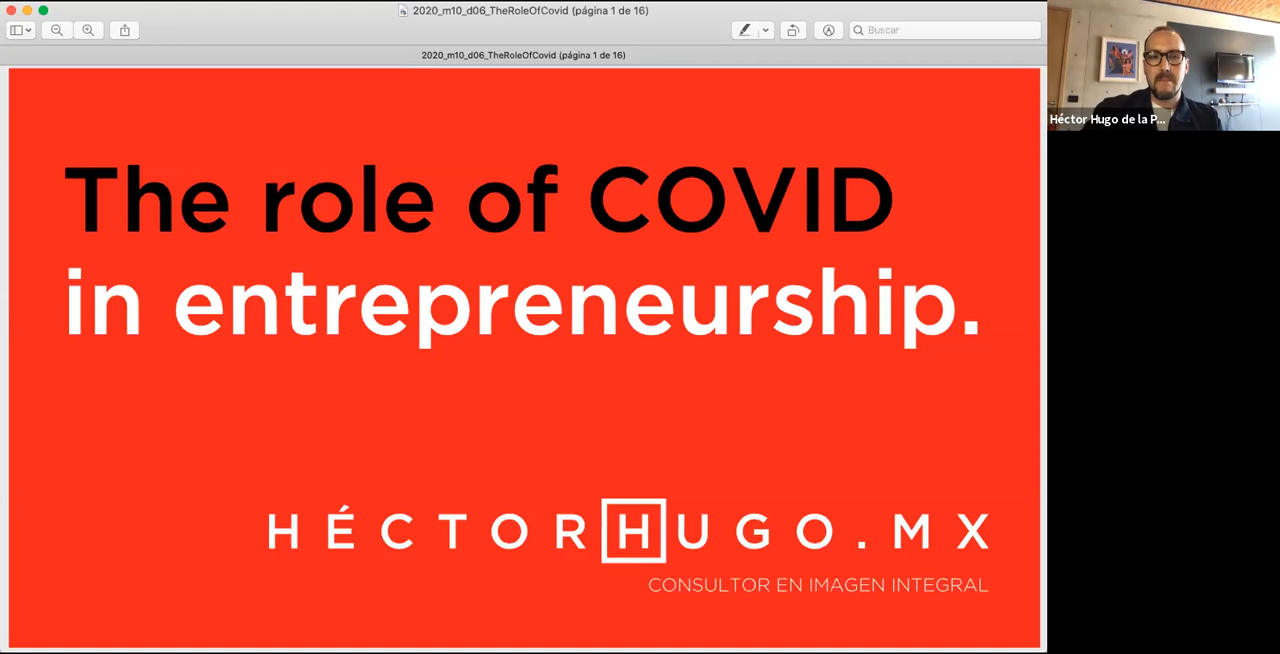 2020_m10_d06_TheRoleOfCovid (página 1 de 16)
Buscar
2020_m10_d06_TheRoleOfCovid (página 1 de 16)
The role of COVID
in entrepreneurship.
HÉCTORHUGO.MX
CONSULTOR EN IMAGEN INTEGRAL
Héctor Hugo de la P...